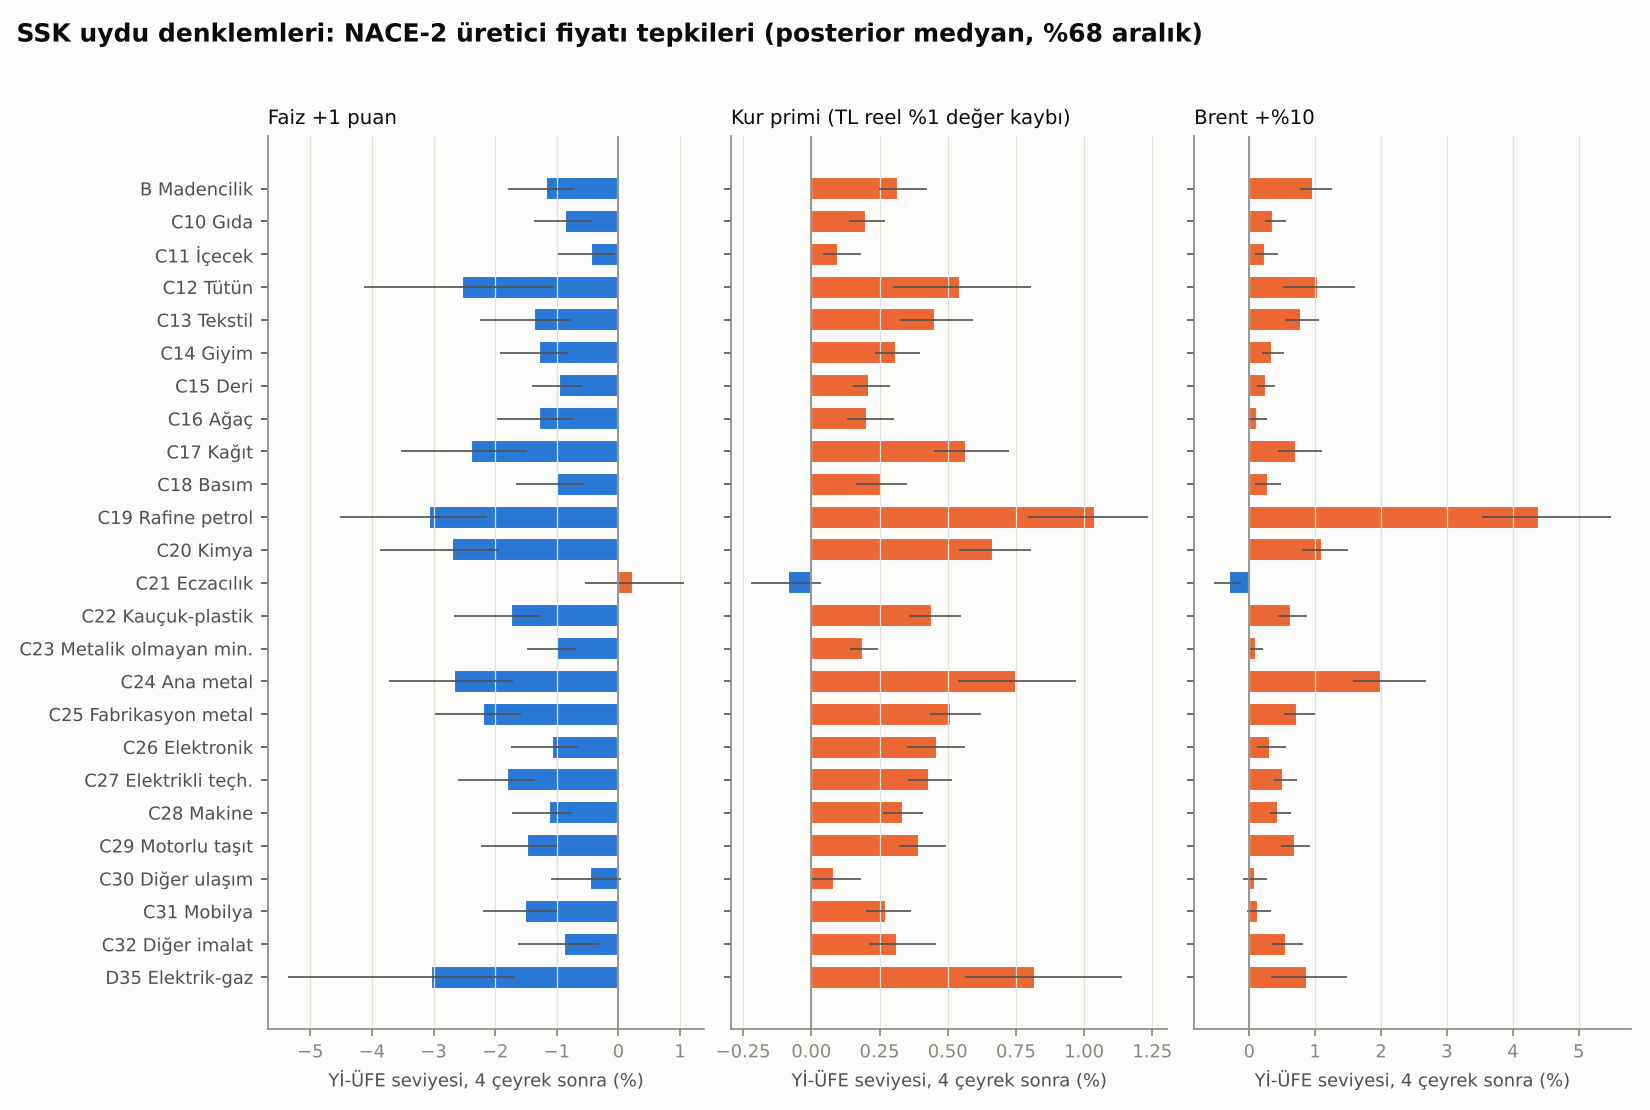 SSK uydu denklemleri: NACE-2 üretici fiyatı tepkileri (posterior medyan, %68 aralık)
Faiz +1 puan
Kur primi (TL reel %1 değer kaybı)
Brent +%10
B Madencilik
C10 Gıda
C11 İçecek
C12 Tütün
C13 Tekstil
C14 Giyim
C15 Deri
C16 Ağaç
C17 Kağıt
C18 Basım
C19 Rafine petrol
C20 Kimya
C21 Eczacılık
C22 Kauçuk-plastik
C23 Metalik olmayan min.
C24 Ana metal
C25 Fabrikasyon metal
C26 Elektronik
C27 Elektrikli teçh.
C28 Makine
C29 Motorlu taşıt
C30 Diğer ulaşım
C31 Mobilya
C32 Diğer imalat
D35 Elektrik-gaz
−5 −4 −3 −2 −1 0 1
−0.25 0.00 0.25 0.50 0.75 1.00 1.25
0 1 2 3 4 5
Yİ-ÜFE seviyesi, 4 çeyrek sonra (%)
Yİ-ÜFE seviyesi, 4 çeyrek sonra (%)
Yİ-ÜFE seviyesi, 4 çeyrek sonra (%)